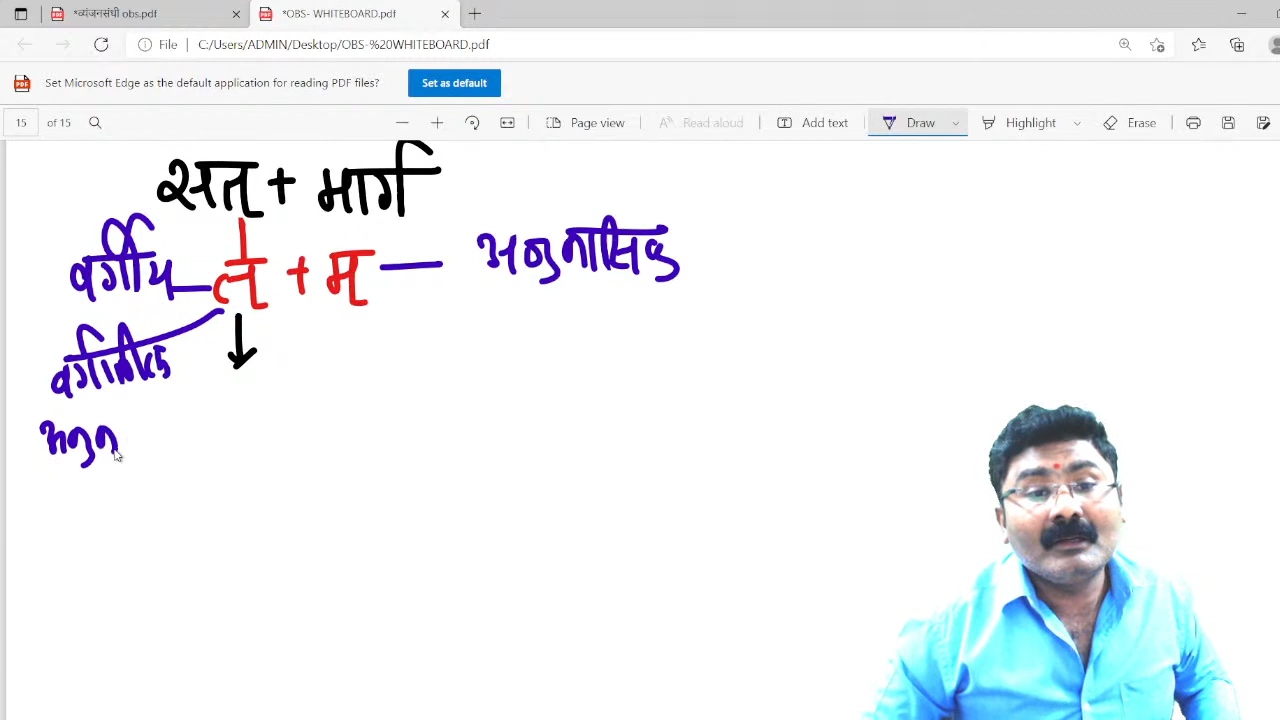 *व्यंजनसंधी obs.pdf
*OBS- WHITEBOARD.pdf
File C:/Users/ADMIN/Desktop/OBS-%20WHITEBOARD.pdf
Set Microsoft Edge as the default application for reading PDF files? Set as default
15 of 15 Page view Read aloud Add text Draw Highlight Erase
सत् + मार्ग
वर्गीय — त् + म् — अनुनासिक
वर्गातील
अनुन